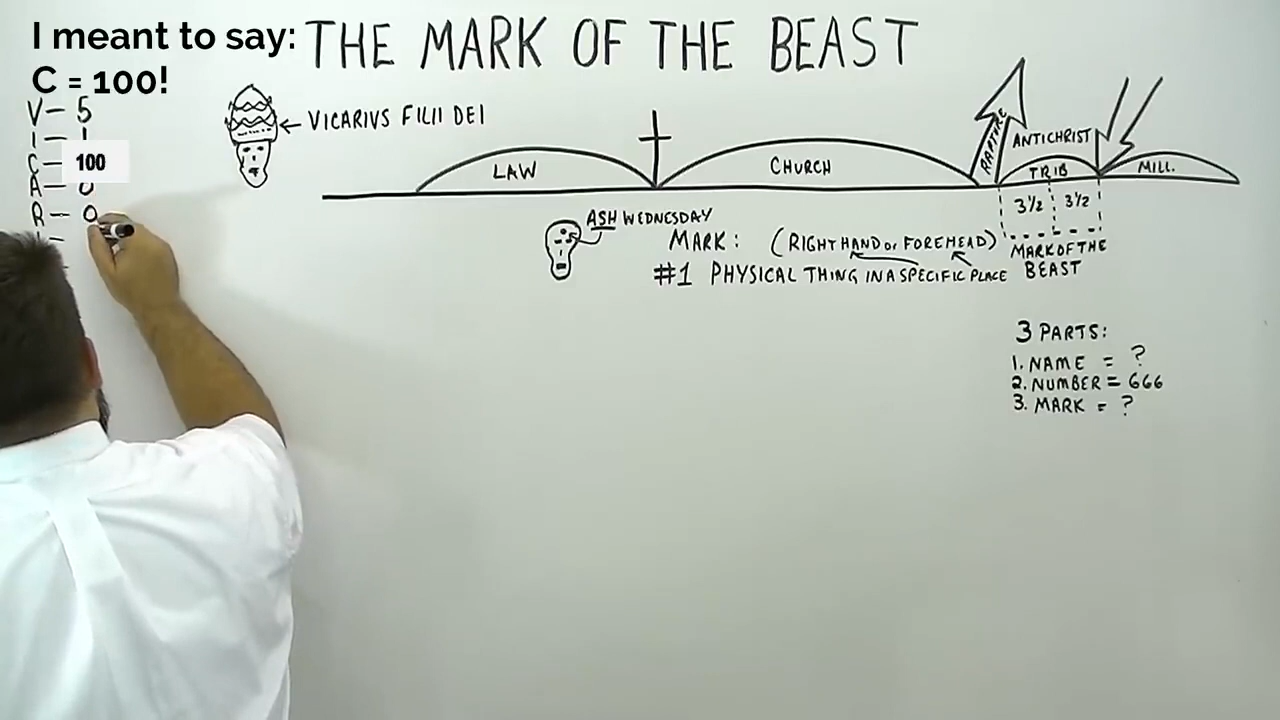 I meant to say:
C = 100!
THE MARK OF THE BEAST
V – 5
I – 1
C – 100
A – 0
R – 0
I –
VICARIVS FILII DEI
LAW
CHURCH
RAPTURE
ANTICHRIST
TRIB
MILL.
3½ 3½
MARK OF THE
BEAST
ASH WEDNESDAY
MARK: (RIGHT HAND or FOREHEAD)
#1 PHYSICAL THING IN A SPECIFIC PLACE
3 PARTS:
1. NAME = ?
2. NUMBER = 666
3. MARK = ?